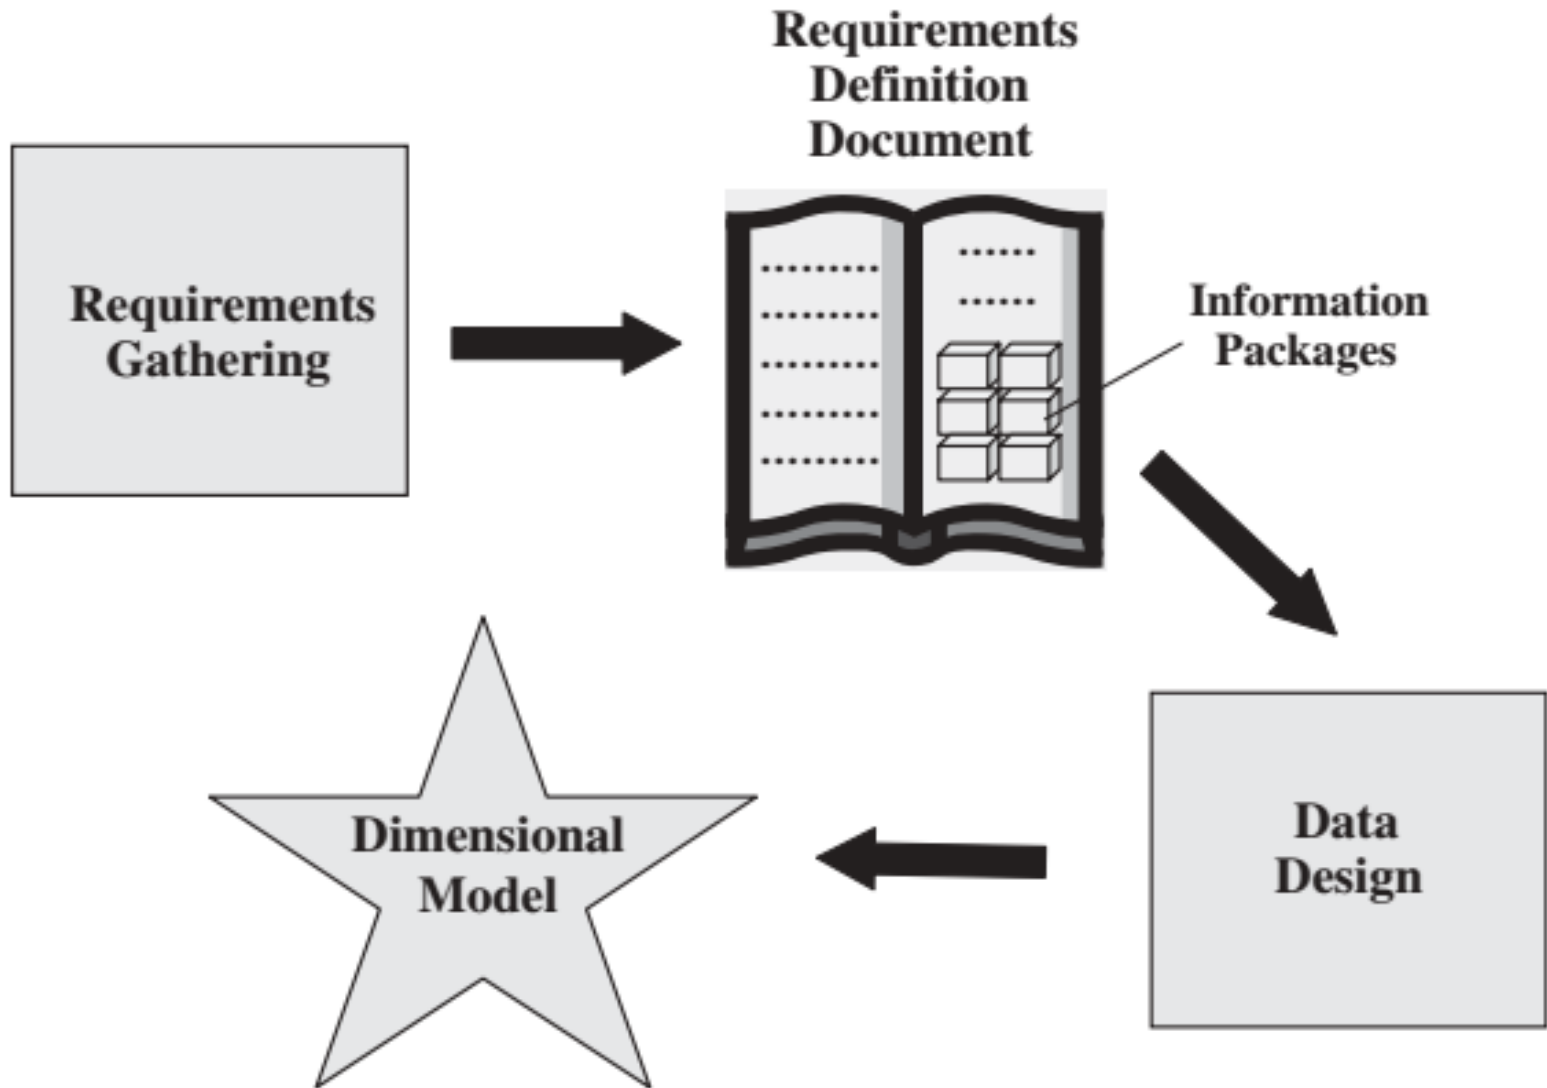 Requirements
Definition
Document
Requirements
Gathering
Information
Packages
Data
Design
Dimensional
Model